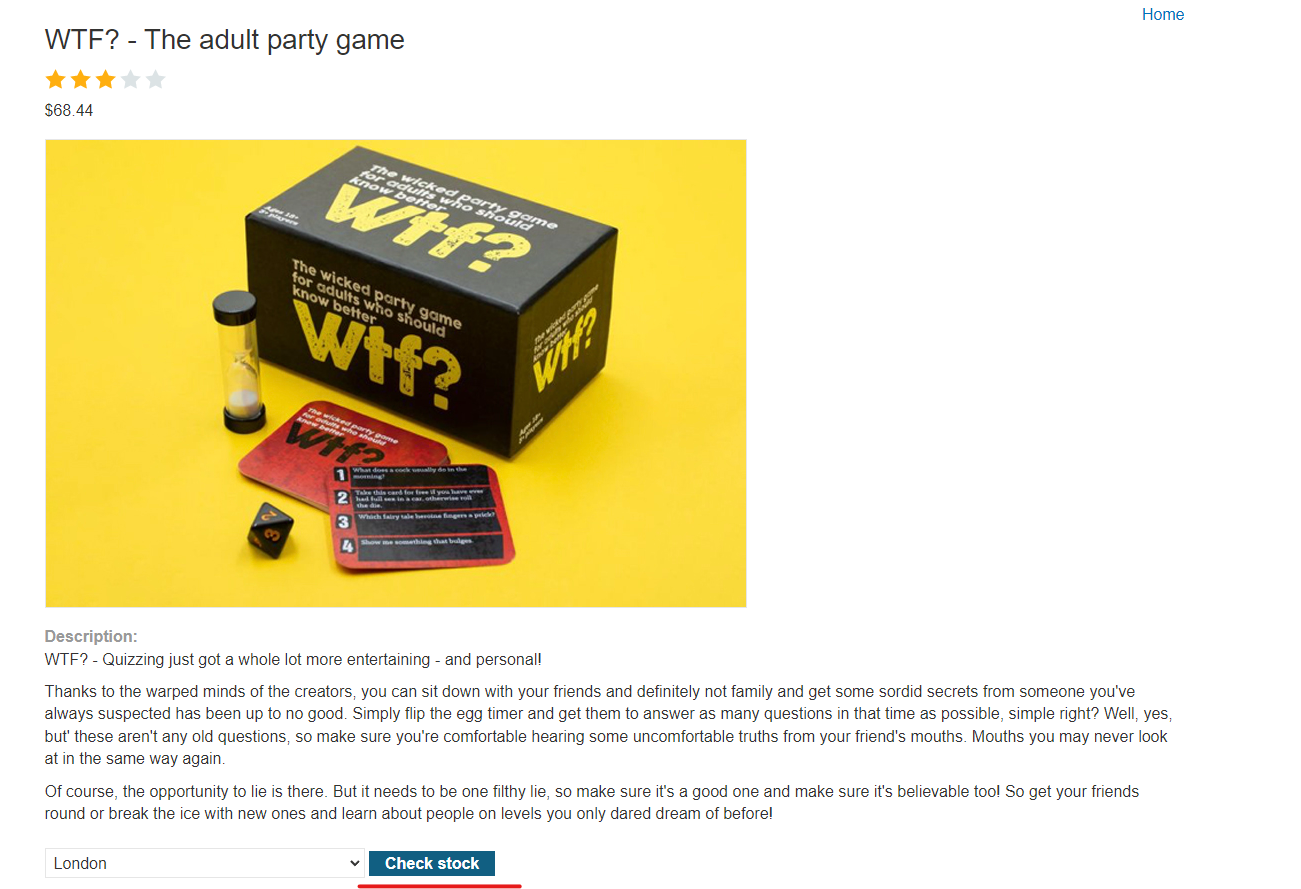 Home
WTF? - The adult party game
$68.44
The wicked party game
for adults who should
know better
Wtf?
Ages 18+
3+ players
The wicked party game
for adults who should
know better
Wtf?
The wicked party game
for adults who should
know better
Wtf?
Ages 18+
3+ players
The wicked party game
for adults who should
know better
Wtf?
1 What does a cock usually do in the
morning?
2 Take this card for free if you have ever
had full sex in a car, otherwise roll
the die.
3 Which fairy tale heroine fingers a prick?
4 Show me something that bulges.
2
3
Description:
WTF? - Quizzing just got a whole lot more entertaining - and personal!
Thanks to the warped minds of the creators, you can sit down with your friends and definitely not family and get some sordid secrets from someone you've
always suspected has been up to no good. Simply flip the egg timer and get them to answer as many questions in that time as possible, simple right? Well, yes,
but' these aren't any old questions, so make sure you're comfortable hearing some uncomfortable truths from your friend's mouths. Mouths you may never look
at in the same way again.
Of course, the opportunity to lie is there. But it needs to be one filthy lie, so make sure it's a good one and make sure it's believable too! So get your friends
round or break the ice with new ones and learn about people on levels you only dared dream of before!
London
Check stock